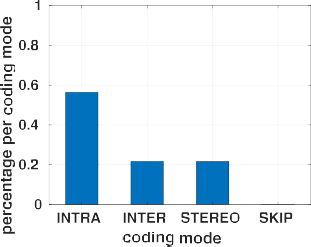 percentage per coding mode
1
0.8
0.6
0.4
0.2
0
INTRA INTER STEREO SKIP
coding mode